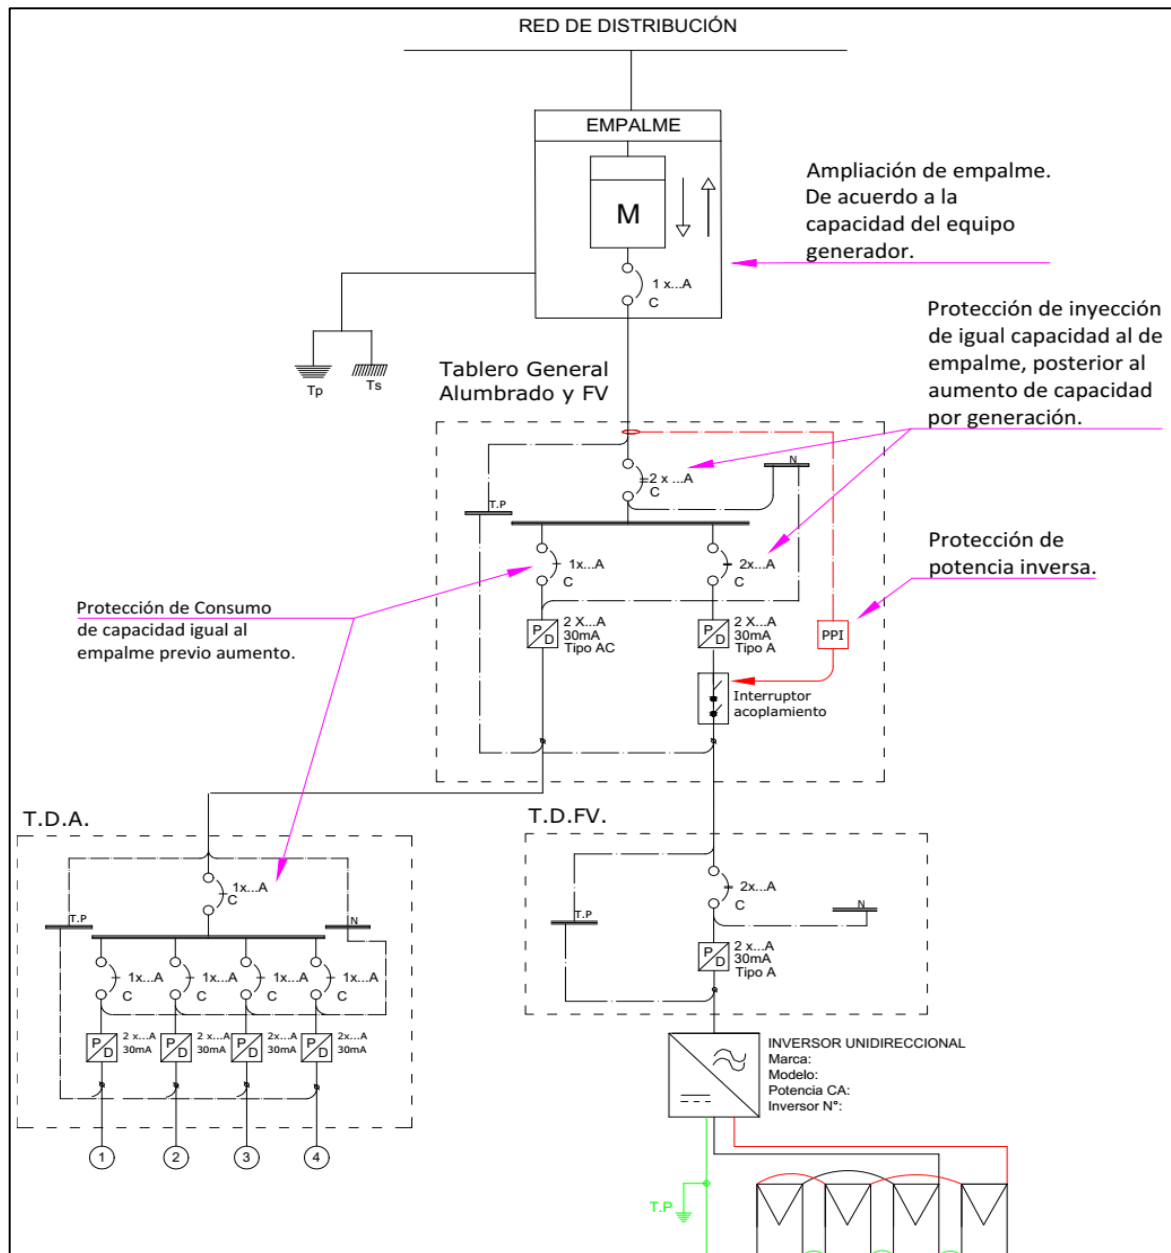 RED DE DISTRIBUCIÓN
EMPALME
M
1 x...A
C
Ampliación de empalme.
De acuerdo a la
capacidad del equipo
generador.
Tp
Ts
Protección de inyección
de igual capacidad al de
empalme, posterior al
aumento de capacidad
por generación.
Tablero General
Alumbrado y FV
2 x ...A
C
N
T.P
1x...A
C
2x...A
C
Protección de
potencia inversa.
Protección de Consumo
de capacidad igual al
empalme previo aumento.
P/D
2 X...A
30mA
Tipo AC
P/D
2 X...A
30mA
Tipo A
PPI
Interruptor
acoplamiento
T.D.A.
1x...A
C
T.P
N
1x...A
C
1x...A
C
1x...A
C
1x...A
C
P/D
2 x...A
30mA
P/D
2 x...A
30mA
P/D
2x...A
30mA
P/D
2x...A
30mA
1
2
3
4
T.D.FV.
2x...A
C
T.P
N
P/D
2 x...A
30mA
Tipo A
INVERSOR UNIDIRECCIONAL
Marca:
Modelo:
Potencia CA:
Inversor N°:
T.P